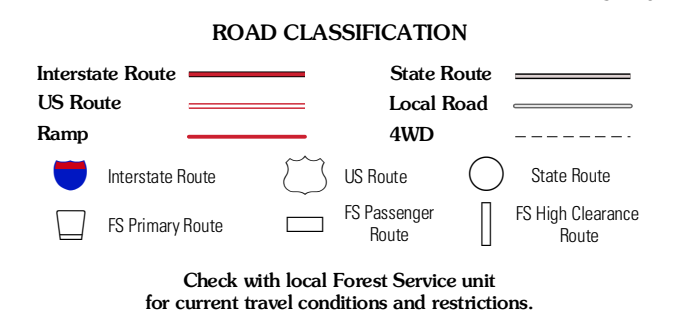 ROAD CLASSIFICATION
Interstate Route
State Route
US Route
Local Road
Ramp
4WD
Interstate Route
US Route
State Route
FS Primary Route
FS Passenger
Route
FS High Clearance
Route
Check with local Forest Service unit
for current travel conditions and restrictions.